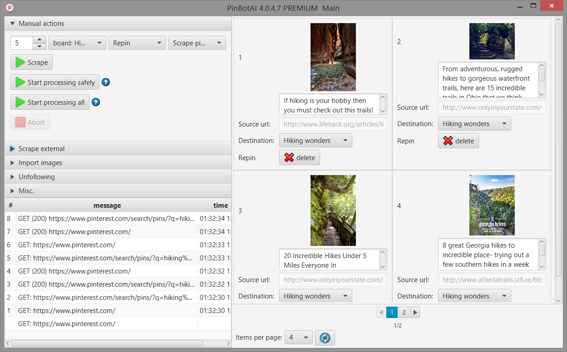 PinBotAI 4.0.4.7 PREMIUM Main
Manual actions
5
board: Hi...
Repin
Scrape pi...
Scrape
Start processing safely
Start processing all
Abort
Scrape external
Import images
Unfollowing
Misc.
# message time
8 GET (200) https://www.pinterest.com/search/pins/?q=hiki... 01:32:34 1
7 GET (200) https://www.pinterest.com/ 01:32:34 1
6 GET: https://www.pinterest.com/ 01:32:33 1
5 GET: https://www.pinterest.com/search/pins/?q=hiking%... 01:32:33 1
4 GET (200) https://www.pinterest.com/ 01:32:32 1
3 GET (200) https://www.pinterest.com/search/pins/?q=hiki... 01:32:32 1
2 GET: https://www.pinterest.com/search/pins/?q=hiking%... 01:32:30 1
1 GET: https://www.pinterest.com/ 01:32:30 1
GET: https://www.pinterest.com/
1
If hiking is your hobby then
you must check out this trails!
Source url: http://www.lifehack.org/articles/li
Destination: Hiking wonders
Repin delete
2
From adventurous, rugged
hikes to gorgeous waterfront
trails, here are 15 incredible
trails in Ohio that we think
Source url: http://www.onlyinyourstate.com/
Destination: Hiking wonders
Repin delete
3
20 Incredible Hikes Under 5
Miles Everyone In
Source url: http://www.onlyinyourstate.com/
Destination: Hiking wonders
4
8 great Georgia hikes to
incredible place- trying out a
few southern hikes in a week
Source url: http://www.atlantatrails.stfi.re/blc
Destination: Hiking wonders
1 2
1/2
Items per page: 4